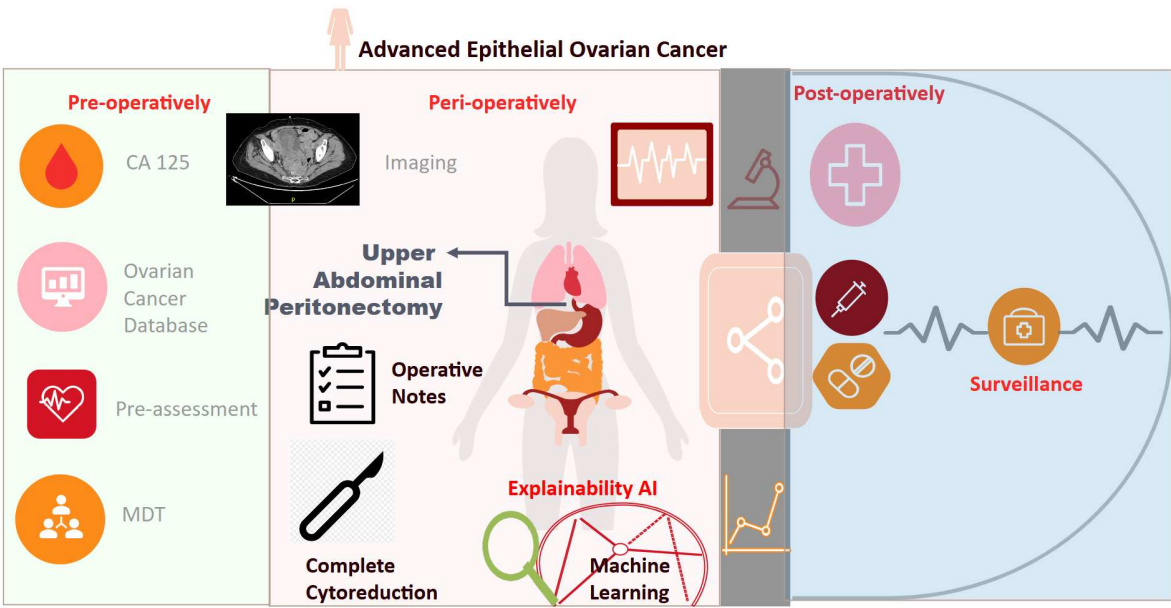 Advanced Epithelial Ovarian Cancer
Pre-operatively
CA 125
Ovarian
Cancer
Database
Pre-assessment
MDT
Peri-operatively
Imaging
P
Upper
Abdominal
Peritonectomy
Operative
Notes
Complete
Cytoreduction
Explainability AI
Machine
Learning
Post-operatively
Surveillance